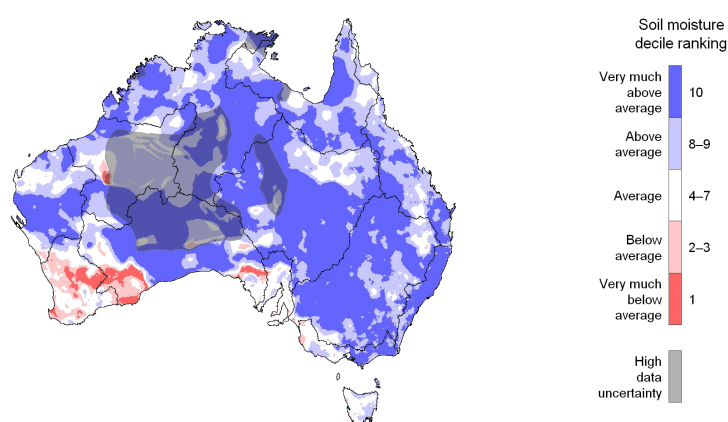 Soil moisture
decile ranking
Very much
above
average
10
Above
average
8–9
Average
4–7
Below
average
2–3
Very much
below
average
1
High
data
uncertainty